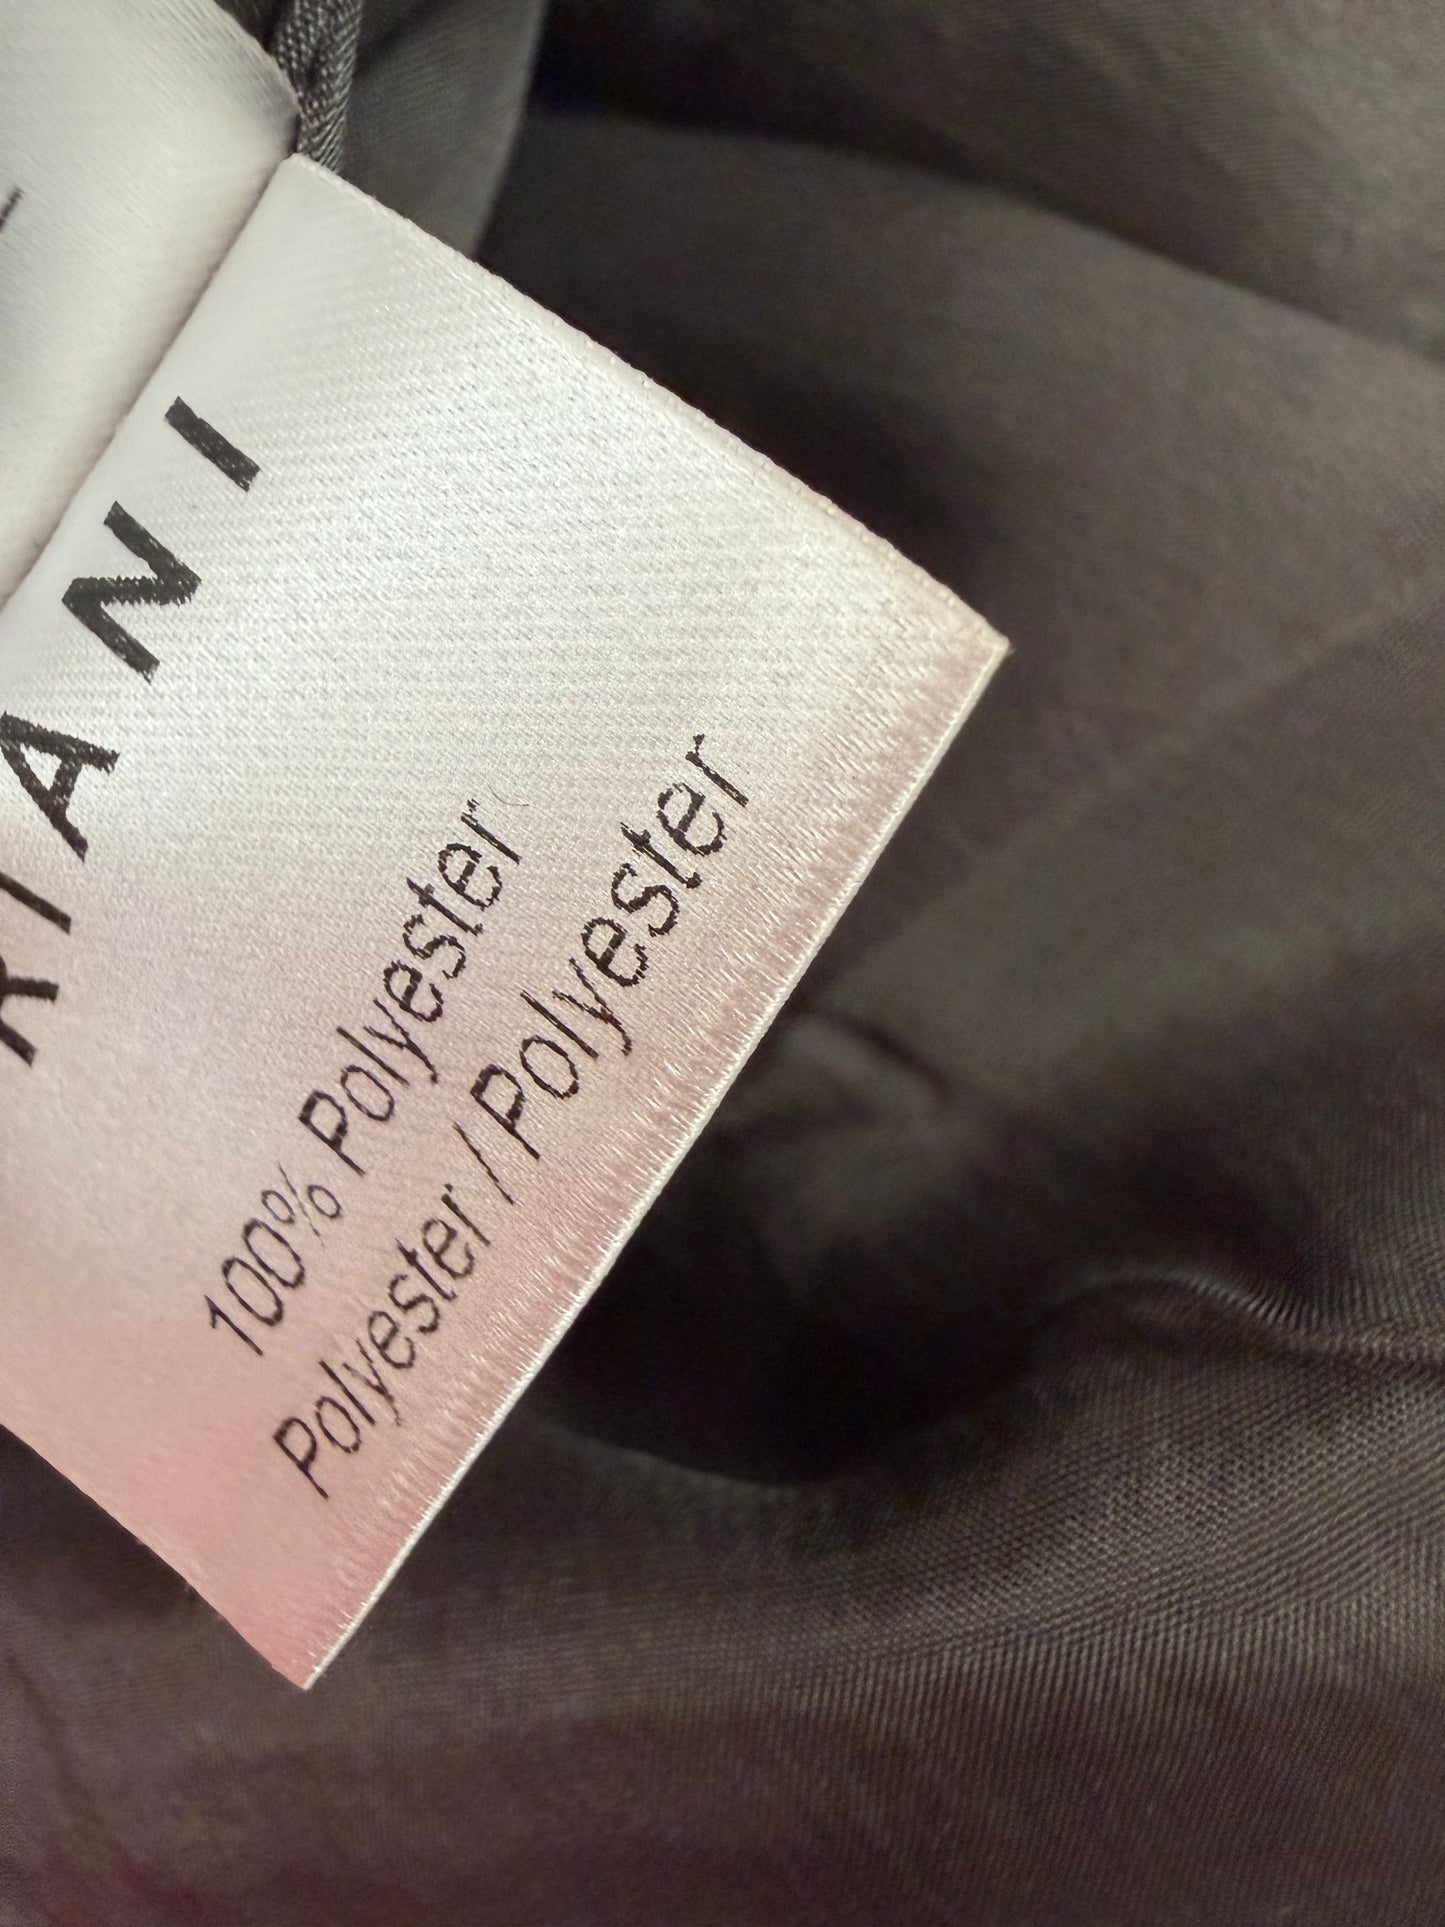 RIANI
100% Polyester
Polyester / Polyester